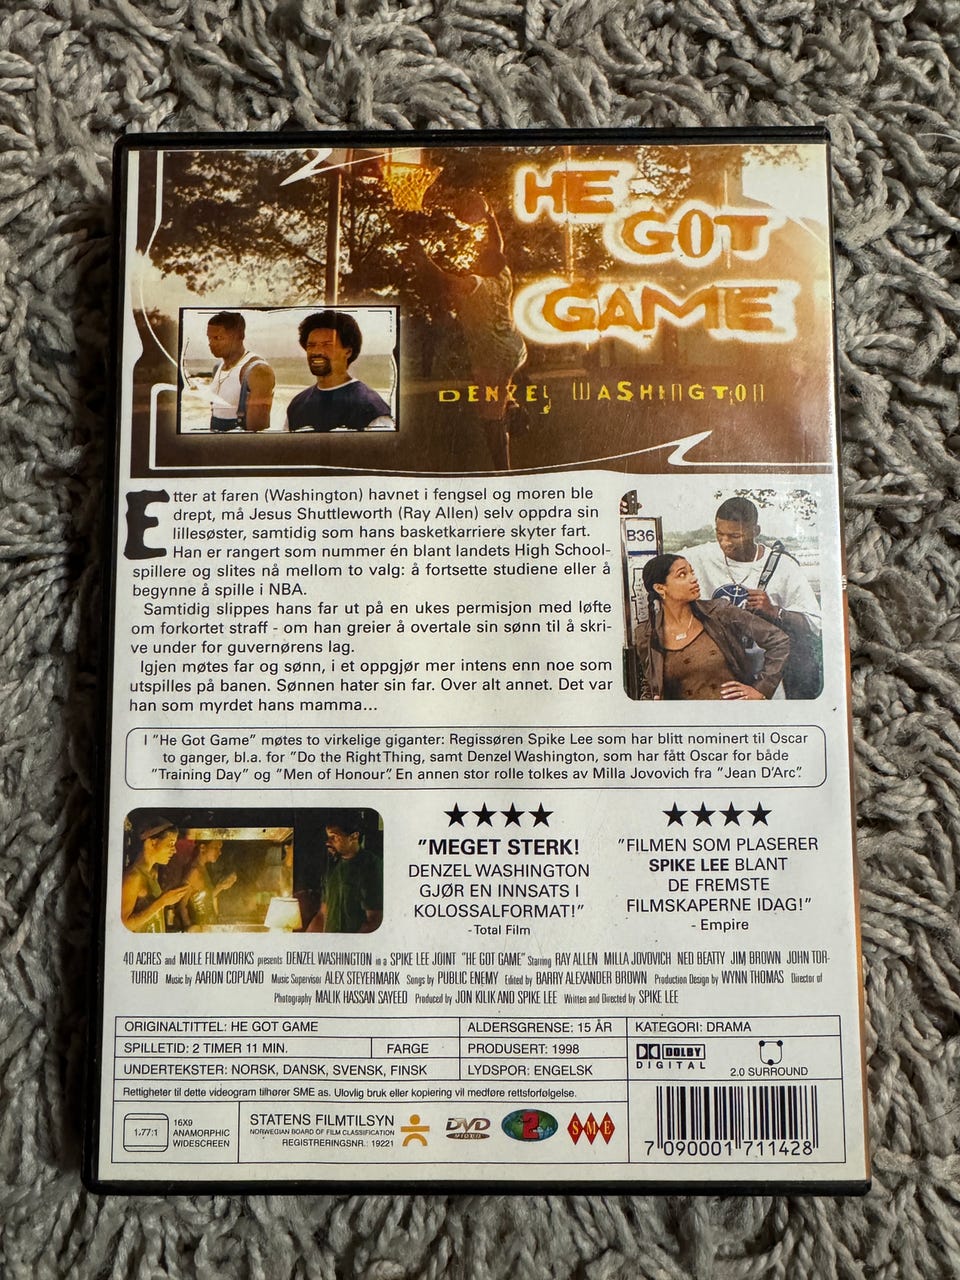 HE
GOT
GAME
DENZEL WASHINGTON
Etter at faren (Washington) havnet i fengsel og moren ble
drept, må Jesus Shuttleworth (Ray Allen) selv oppdra sin
lillesøster, samtidig som hans basketkarriere skyter fart.
Han er rangert som nummer én blant landets High School-
spillere og slites nå mellom to valg: å fortsette studiene eller å
begynne å spille i NBA.
Samtidig slippes hans far ut på en ukes permisjon med løfte
om forkortet straff - om han greier å overtale sin sønn til å skri-
ve under for guvernørens lag.
Igjen møtes far og sønn, i et oppgjør mer intens enn noe som
utspilles på banen. Sønnen hater sin far. Over alt annet. Det var
han som myrdet hans mamma...
B36
I "He Got Game" møtes to virkelige giganter: Regissøren Spike Lee som har blitt nominert til Oscar
to ganger, bl.a. for "Do the Right Thing, samt Denzel Washington, som har fått Oscar for både
"Training Day" og "Men of Honour". En annen stor rolle tolkes av Milla Jovovich fra "Jean D'Arc".
★★★★
"MEGET STERK!
DENZEL WASHINGTON
GJØR EN INNSATS I
KOLOSSALFORMAT!"
- Total Film
★★★★
"FILMEN SOM PLASERER
SPIKE LEE BLANT
DE FREMSTE
FILMSKAPERNE IDAG!"
- Empire
40 ACRES and MULE FILMWORKS presents DENZEL WASHINGTON in a SPIKE LEE JOINT "HE GOT GAME" Starring RAY ALLEN MILLA JOVOVICH NED BEATTY JIM BROWN JOHN TOR-
TURRO Music by AARON COPLAND Music Supervisor ALEX STEYERMARK Songs by PUBLIC ENEMY Edited by BARRY ALEXANDER BROWN Production Design by WYNN THOMAS Director of
Photography MALIK HASSAN SAYEED Produced by JON KILIK AND SPIKE LEE Written and Directed by SPIKE LEE
ORIGINALTITTEL: HE GOT GAME
ALDERSGRENSE: 15 ÅR
KATEGORI: DRAMA
SPILLETID: 2 TIMER 11 MIN.
FARGE
PRODUSERT: 1998
UNDERTEKSTER: NORSK, DANSK, SVENSK, FINSK
LYDSPOR: ENGELSK
DOLBY
DIGITAL
2.0 SURROUND
Rettigheter til dette videogram tilhører SME as. Ulovlig bruk eller kopiering vil medføre rettsforfølgelse.
1.77:1
16X9
ANAMORPHIC
WIDESCREEN
STATENS FILMTILSYN
NORWEGIAN BOARD OF FILM CLASSIFICATION
REGISTRERINGSNR.: 19221
DVD
VIDEO
2
SME
7 090001 711428